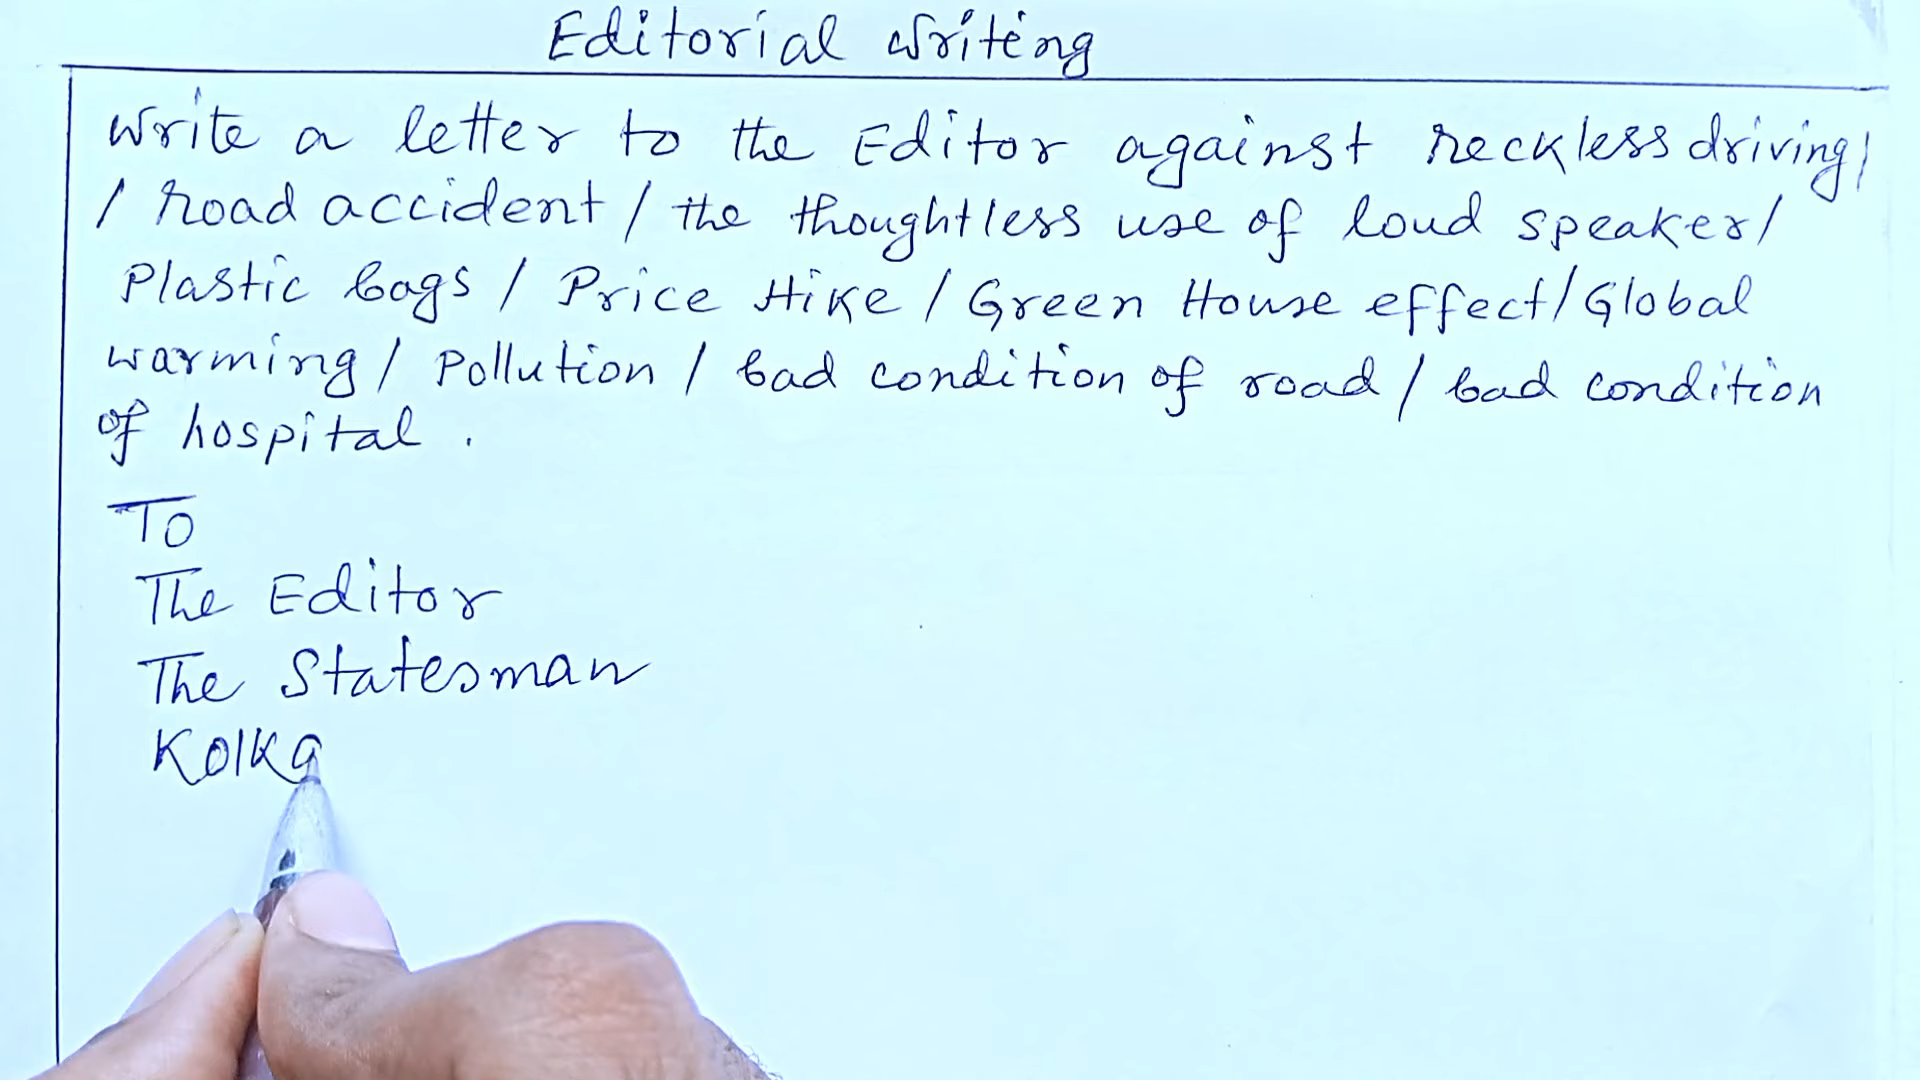 Editorial Writing
Write a letter to the Editor against reckless driving/
/ road accident / the thoughtless use of loud speaker/
Plastic bags / Price Hike / Green House effect / Global
warming / Pollution / bad condition of road / bad condition
of hospital .
To
The Editor
The Statesman
Kolka